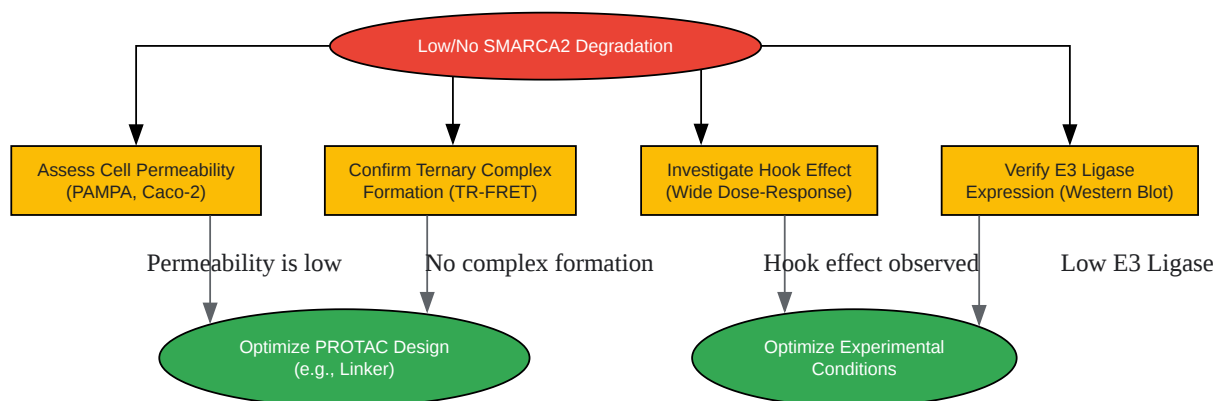 Low/No SMARCA2 Degradation
Assess Cell Permeability
(PAMPA, Caco-2)
Confirm Ternary Complex
Formation (TR-FRET)
Investigate Hook Effect
(Wide Dose-Response)
Verify E3 Ligase
Expression (Western Blot)
Permeability is low
No complex formation
Hook effect observed
Low E3 Ligase
Optimize PROTAC Design
(e.g., Linker)
Optimize Experimental
Conditions